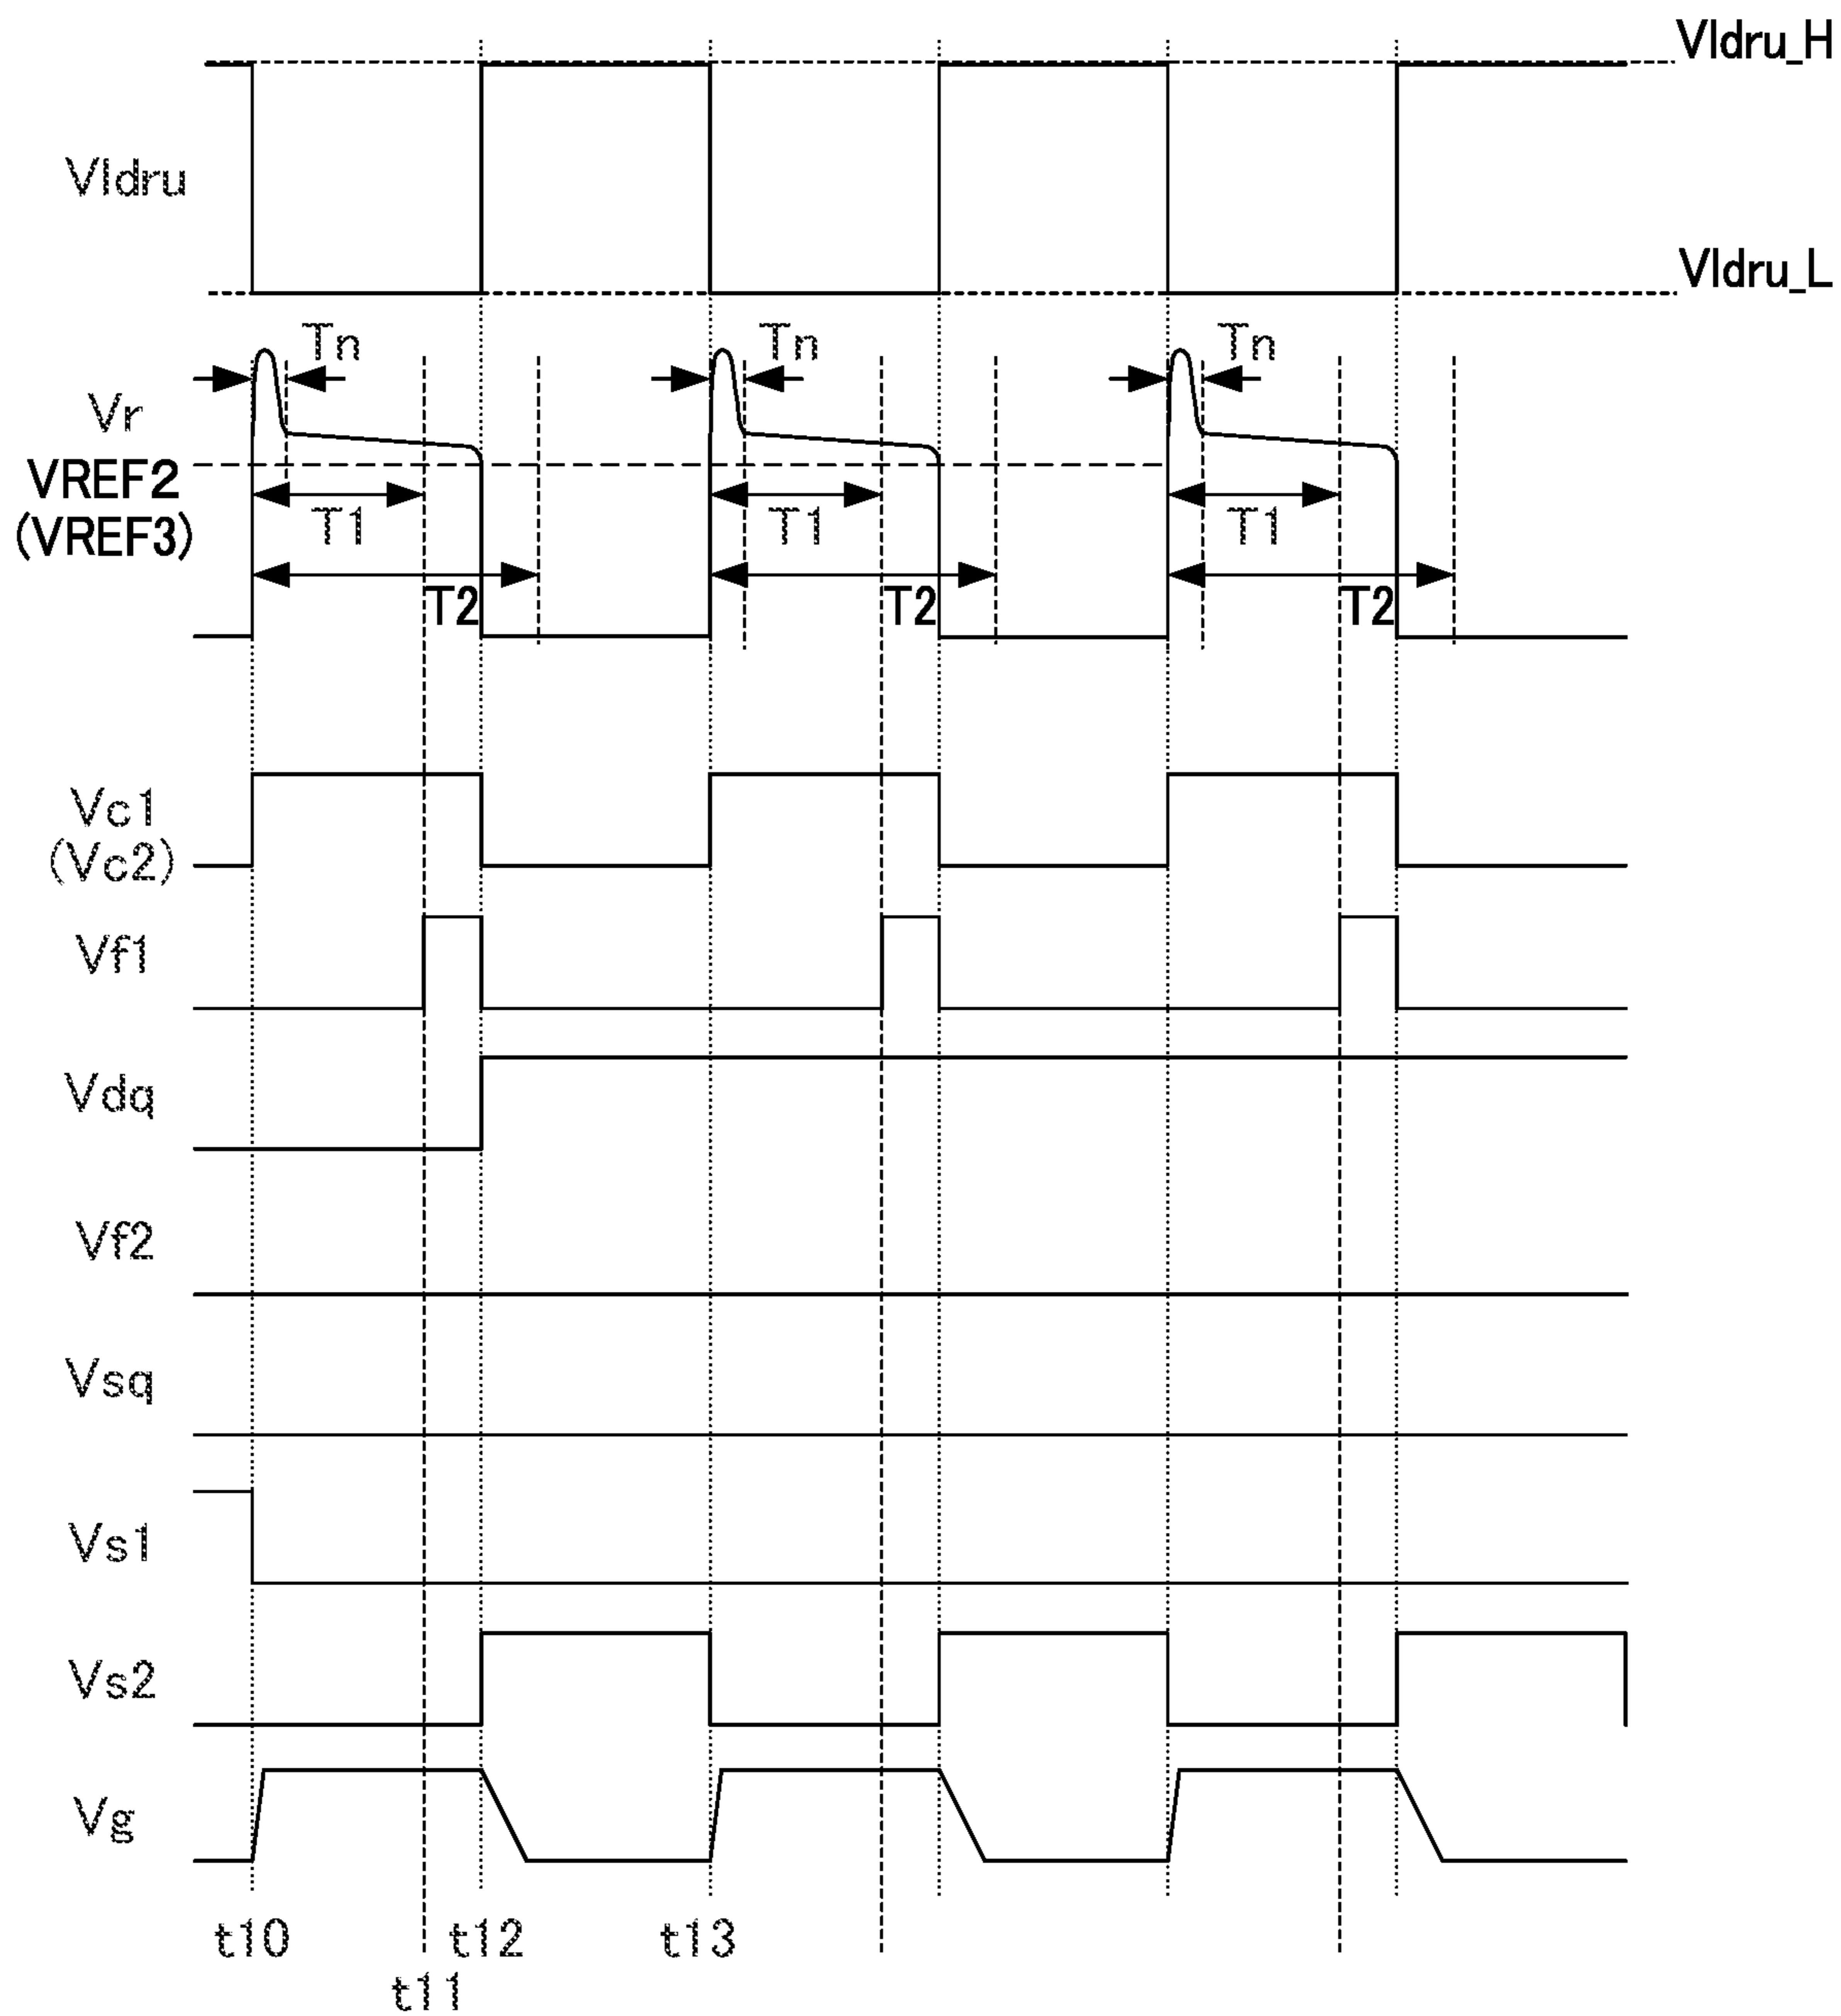 Vldru_H
Vldru
Vldru_L
Tn Tn Tn
Vr
VREF2
(VREF3)
T1 T1 T1
T2 T2 T2
Vc1
(Vc2)
Vf1
Vdq
Vf2
Vsq
Vs1
Vs2
Vg
t10 t12 t13
t11